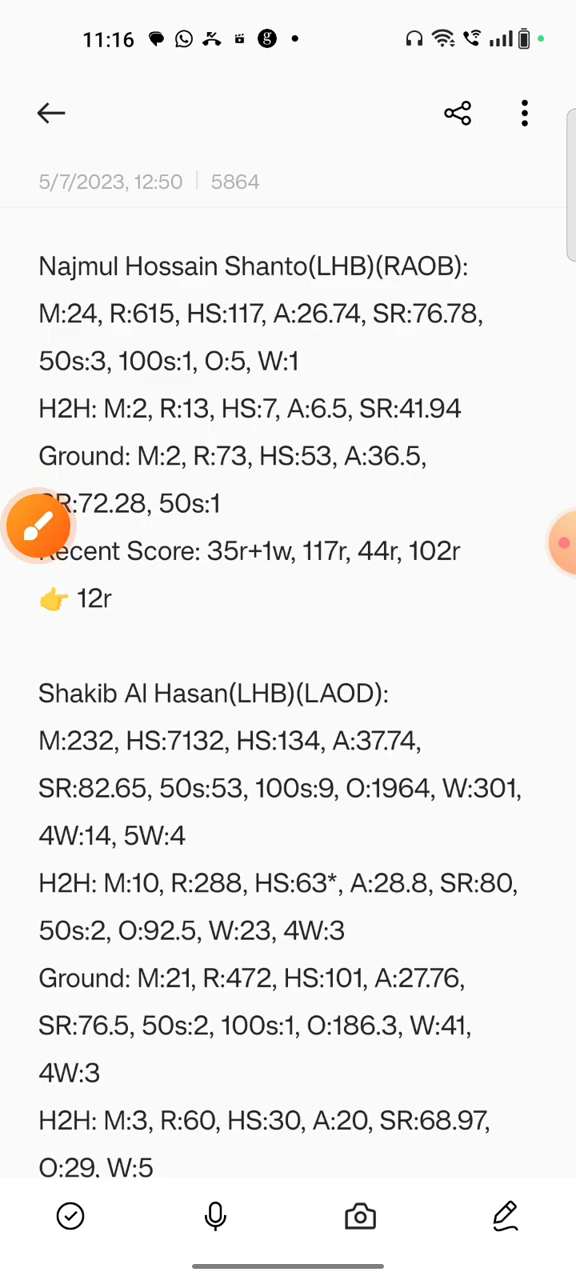 11:16
5/7/2023, 12:50 | 5864
Najmul Hossain Shanto(LHB)(RAOB):
M:24, R:615, HS:117, A:26.74, SR:76.78,
50s:3, 100s:1, O:5, W:1
H2H: M:2, R:13, HS:7, A:6.5, SR:41.94
Ground: M:2, R:73, HS:53, A:36.5,
SR:72.28, 50s:1
Recent Score: 35r+1w, 117r, 44r, 102r
👉 12r
Shakib Al Hasan(LHB)(LAOD):
M:232, HS:7132, HS:134, A:37.74,
SR:82.65, 50s:53, 100s:9, O:1964, W:301,
4W:14, 5W:4
H2H: M:10, R:288, HS:63*, A:28.8, SR:80,
50s:2, O:92.5, W:23, 4W:3
Ground: M:21, R:472, HS:101, A:27.76,
SR:76.5, 50s:2, 100s:1, O:186.3, W:41,
4W:3
H2H: M:3, R:60, HS:30, A:20, SR:68.97,
O:29, W:5